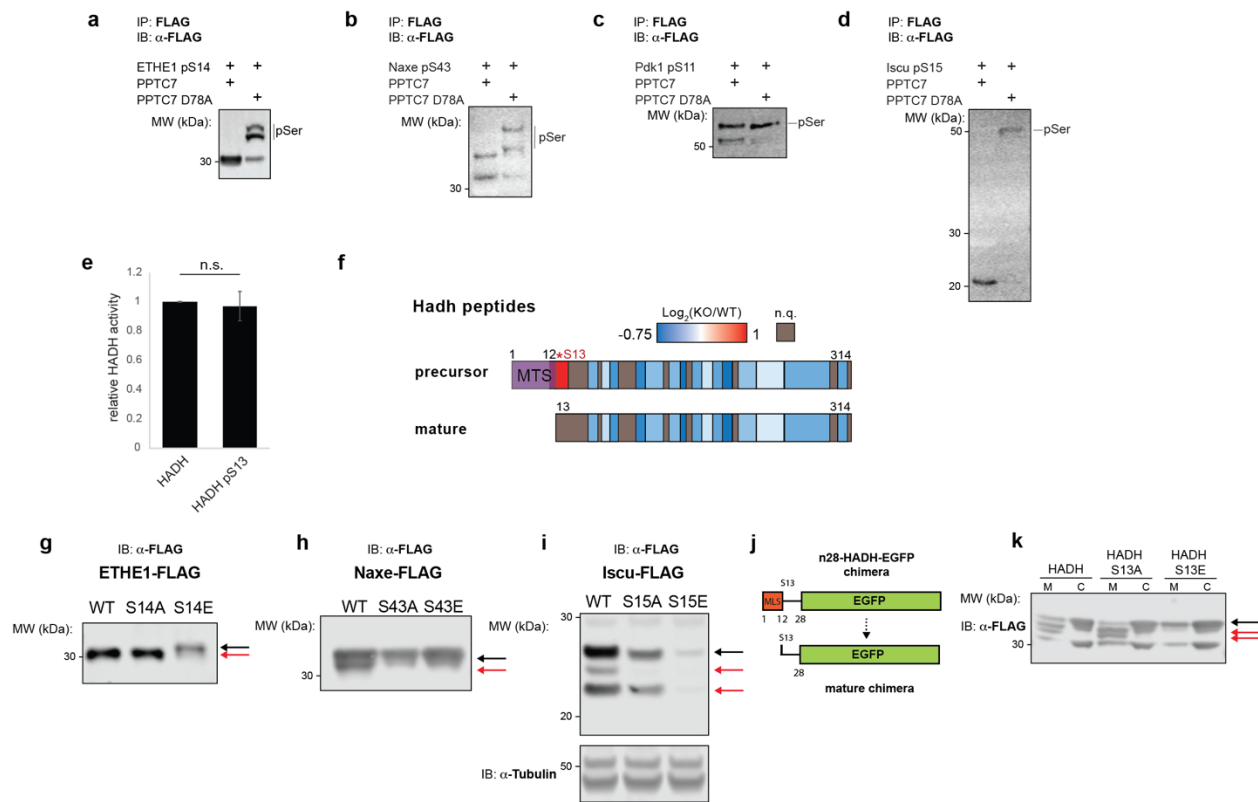 a
IP: FLAG
IB: α-FLAG
ETHE1 pS14 + +
PPTC7 +
PPTC7 D78A +
MW (kDa):
pSer
30
b
IP: FLAG
IB: α-FLAG
Naxe pS43 + +
PPTC7 +
PPTC7 D78A +
MW (kDa):
pSer
30
c
IP: FLAG
IB: α-FLAG
Pdk1 pS11 + +
PPTC7 +
PPTC7 D78A +
MW (kDa):
pSer
50
d
IP: FLAG
IB: α-FLAG
Iscu pS15 + +
PPTC7 +
PPTC7 D78A +
MW (kDa):
50
pSer
30
20
e
n.s.
relative HADH activity
1.2
1
0.8
0.6
0.4
0.2
0
HADH
HADH pS13
f
Hadh peptides
Log2(KO/WT)
n.q.
-0.75
1
1
12
*S13
314
precursor
MTS
13
314
mature
g
IB: α-FLAG
ETHE1-FLAG
WT S14A S14E
MW (kDa):
30
h
IB: α-FLAG
Naxe-FLAG
WT S43A S43E
MW (kDa):
30
i
IB: α-FLAG
Iscu-FLAG
WT S15A S15E
MW (kDa):
30
20
50
IB: α-Tubulin
j
n28-HADH-EGFP
chimera
S13
MLS
EGFP
1 12 28
S13
EGFP
28
mature chimera
k
HADH
HADH S13A
HADH S13E
M C M C M C
MW (kDa):
IB: α-FLAG
30